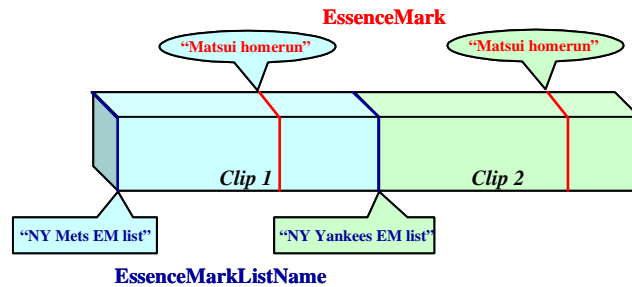 EssenceMark
“Matsui homerun”
“Matsui homerun”
Clip 1
Clip 2
“NY Mets EM list”
“NY Yankees EM list”
EssenceMarkListName